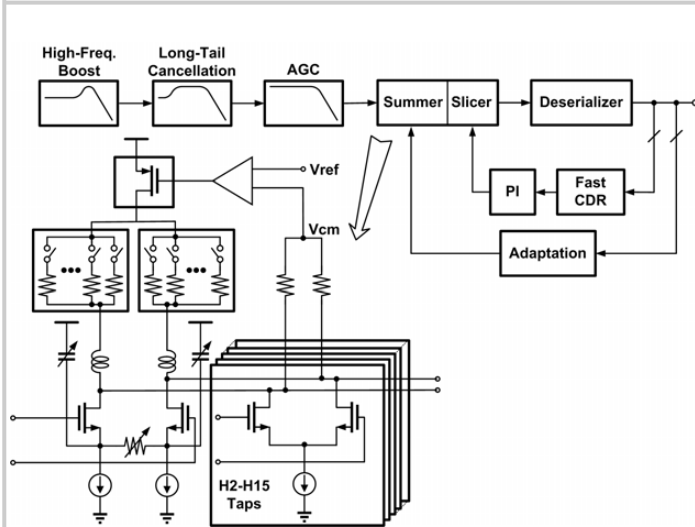 High-Freq.
Boost
Long-Tail
Cancellation
AGC
Summer
Slicer
Deserializer
Vref
PI
Fast
CDR
Vcm
Adaptation
H2-H15
Taps